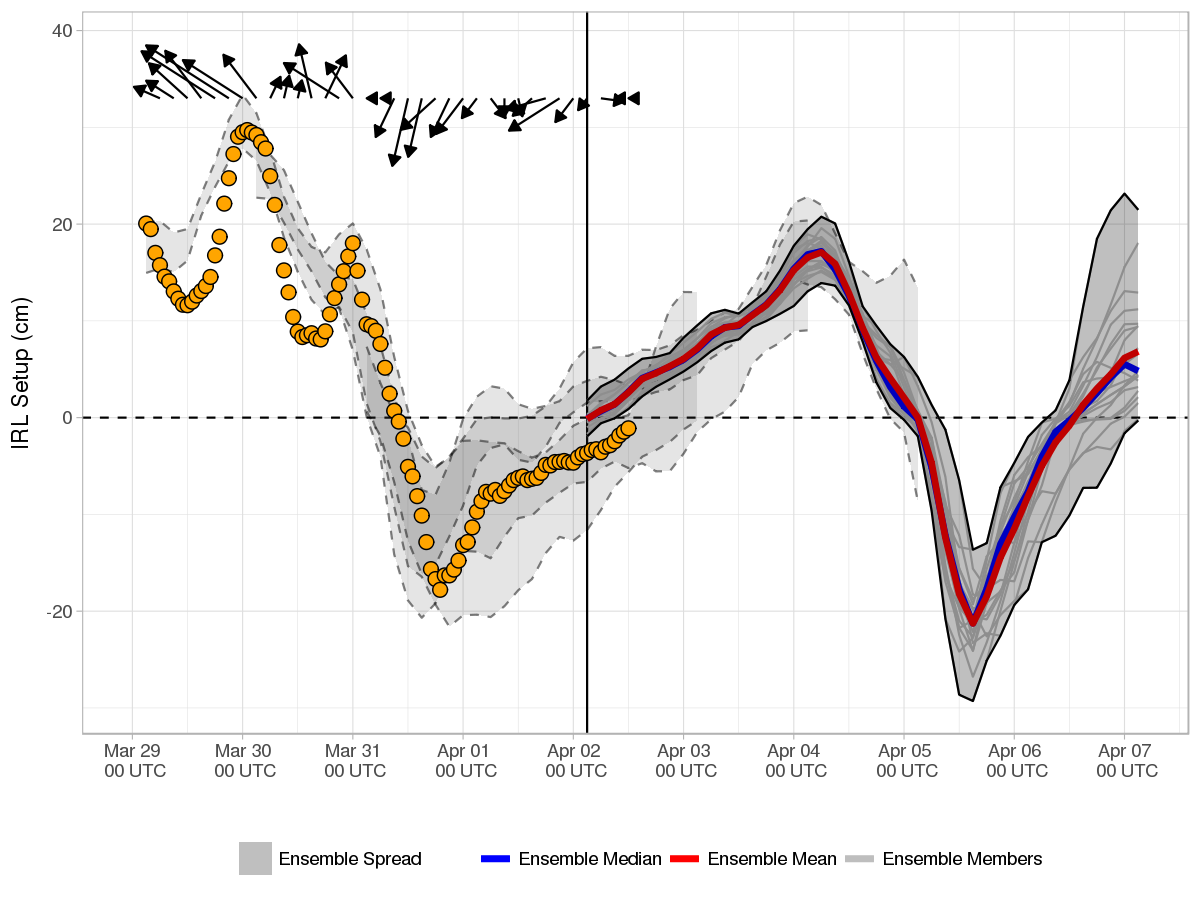 40
20
0
-20
IRL Setup (cm)
Mar 29 Mar 30 Mar 31 Apr 01 Apr 02 Apr 03 Apr 04 Apr 05 Apr 06 Apr 07
00 UTC 00 UTC 00 UTC 00 UTC 00 UTC 00 UTC 00 UTC 00 UTC 00 UTC 00 UTC
Ensemble Spread Ensemble Median Ensemble Mean Ensemble Members